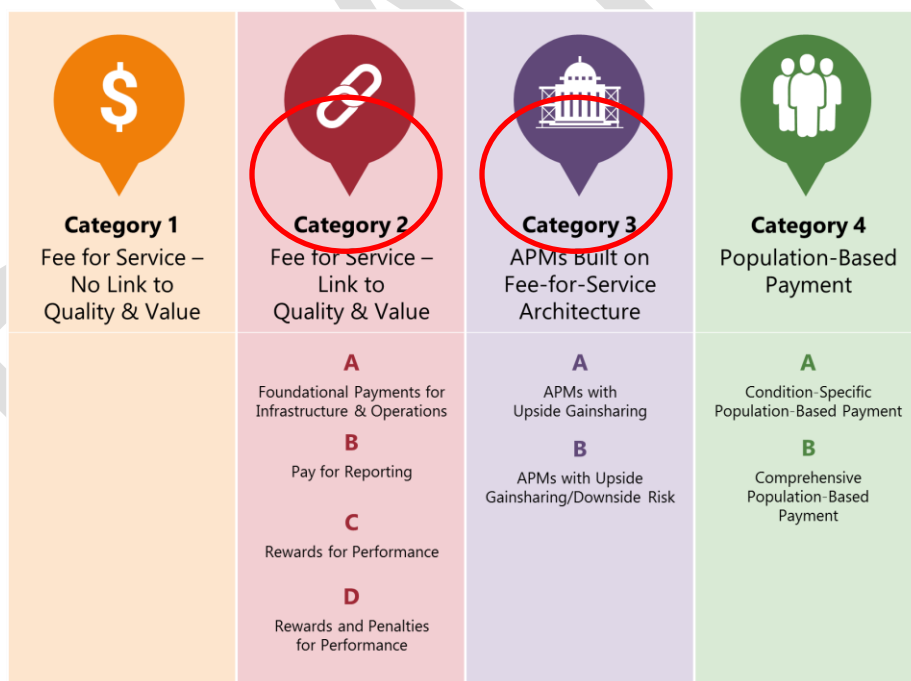 $
Category 1
Fee for Service –
No Link to
Quality & Value
Category 2
Fee for Service –
Link to
Quality & Value
A
Foundational Payments for
Infrastructure & Operations
B
Pay for Reporting
C
Rewards for Performance
D
Rewards and Penalties
for Performance
Category 3
APMs Built on
Fee-for-Service
Architecture
A
APMs with
Upside Gainsharing
B
APMs with Upside
Gainsharing/Downside Risk
Category 4
Population-Based
Payment
A
Condition-Specific
Population-Based Payment
B
Comprehensive
Population-Based
Payment